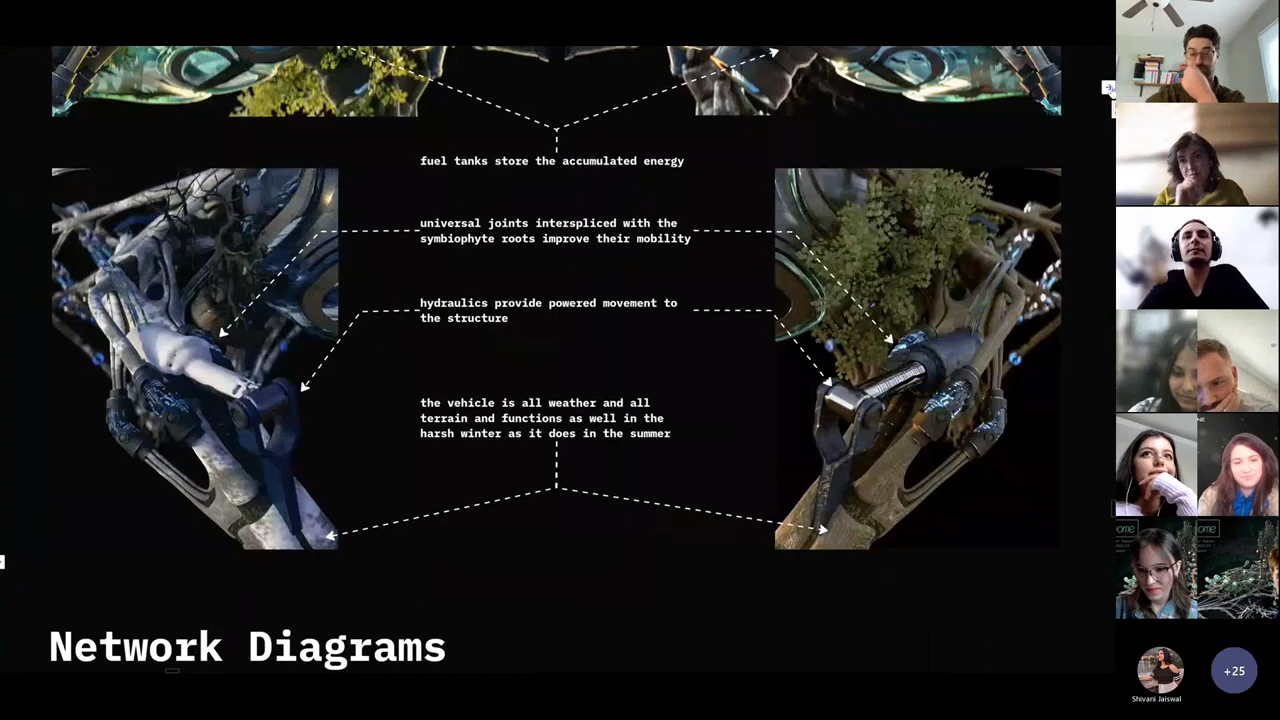 fuel tanks store the accumulated energy
universal joints interspliced with the
symbiophyte roots improve their mobility
hydraulics provide powered movement to
the structure
the vehicle is all weather and all
terrain and functions as well in the
harsh winter as it does in the summer
Network Diagrams
ome
ome
Shivani Jaiswal
+25